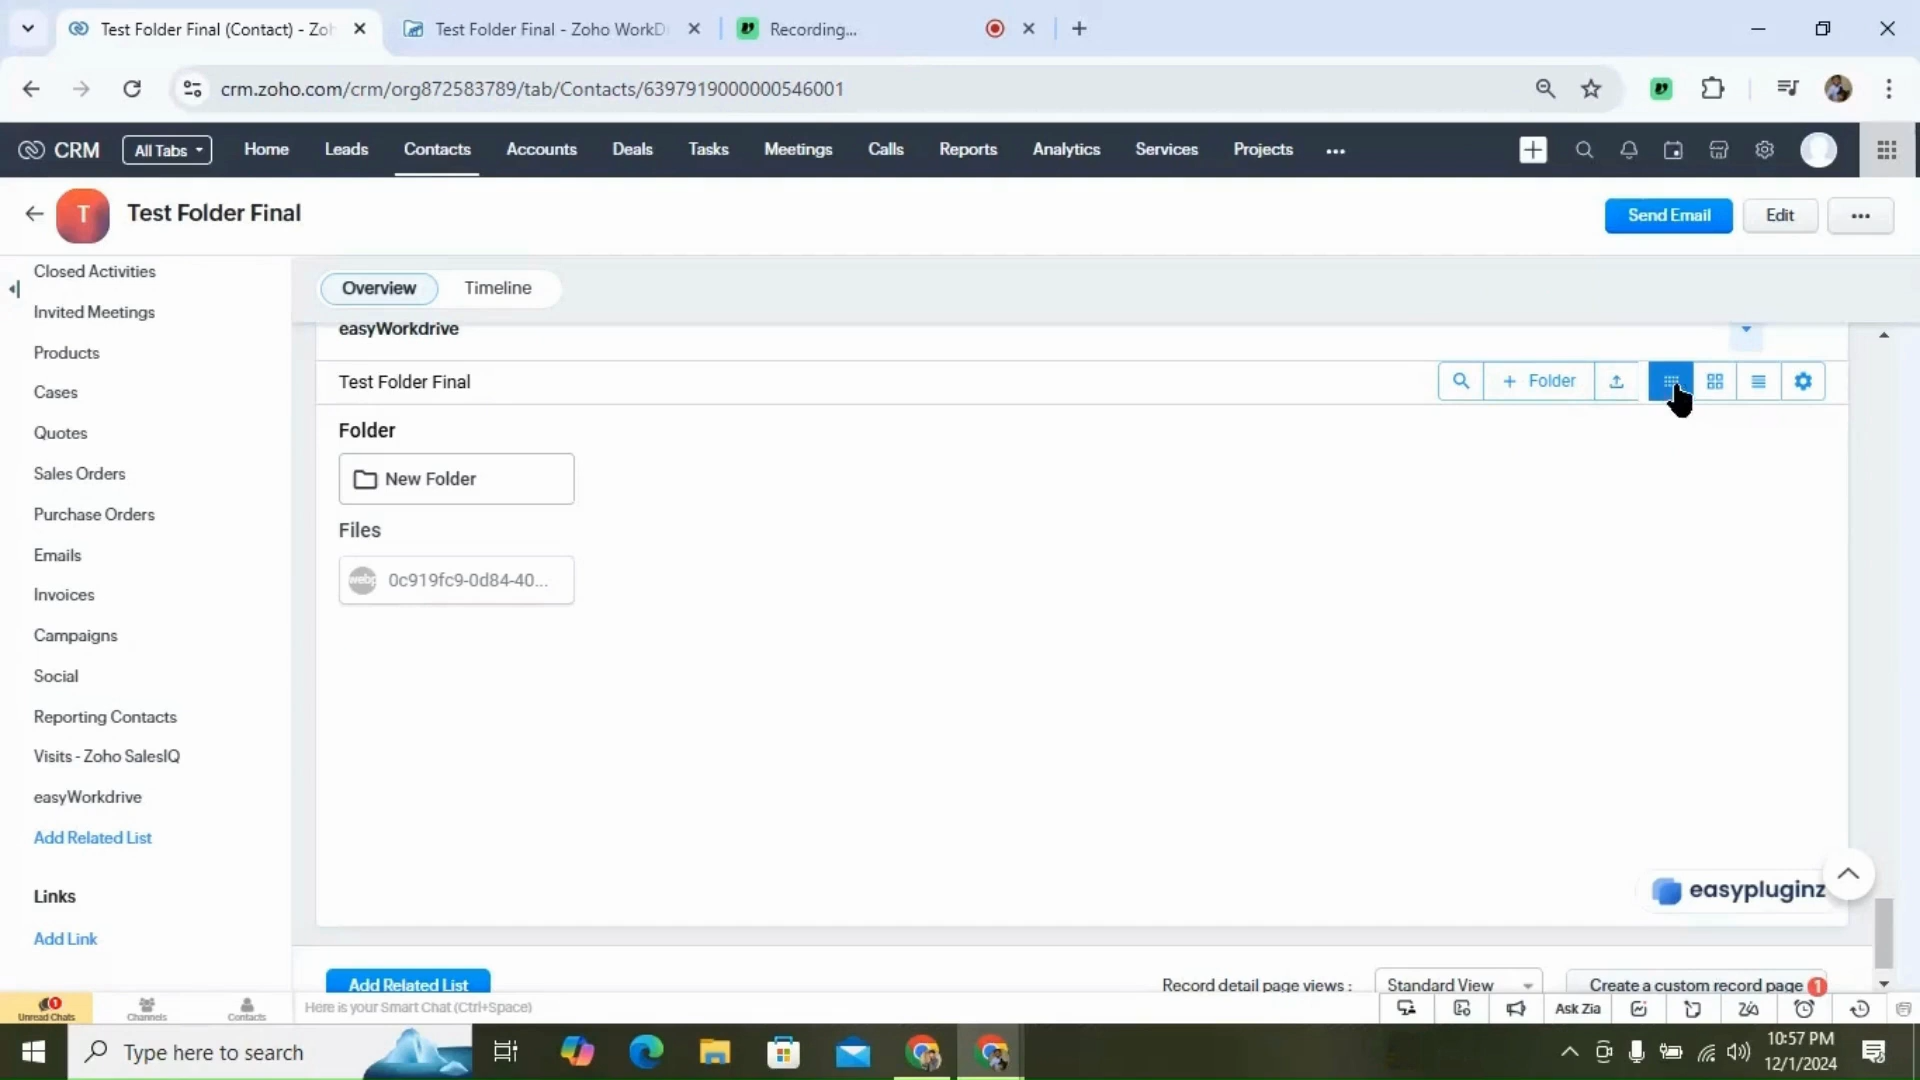 Test Folder Final (Contact) - Zoh
Test Folder Final - Zoho WorkD
Recording...
crm.zoho.com/crm/org872583789/tab/Contacts/6397919000000546001
CRM
All Tabs
Home
Leads
Contacts
Accounts
Deals
Tasks
Meetings
Calls
Reports
Analytics
Services
Projects
T
Test Folder Final
Send Email
Edit
Closed Activities
Invited Meetings
Products
Cases
Quotes
Sales Orders
Purchase Orders
Emails
Invoices
Campaigns
Social
Reporting Contacts
Visits - Zoho SalesIQ
easyWorkdrive
Add Related List
Links
Add Link
Overview
Timeline
easyWorkdrive
Test Folder Final
+ Folder
Folder
New Folder
Files
webp
0c919fc9-0d84-40...
easypluginz
Add Related List
Record detail page views :
Standard View
Create a custom record page
1
1
Unread Chats
Channels
Contacts
Here is your Smart Chat (Ctrl+Space)
Ask Zia
Type here to search
10:57 PM
12/1/2024